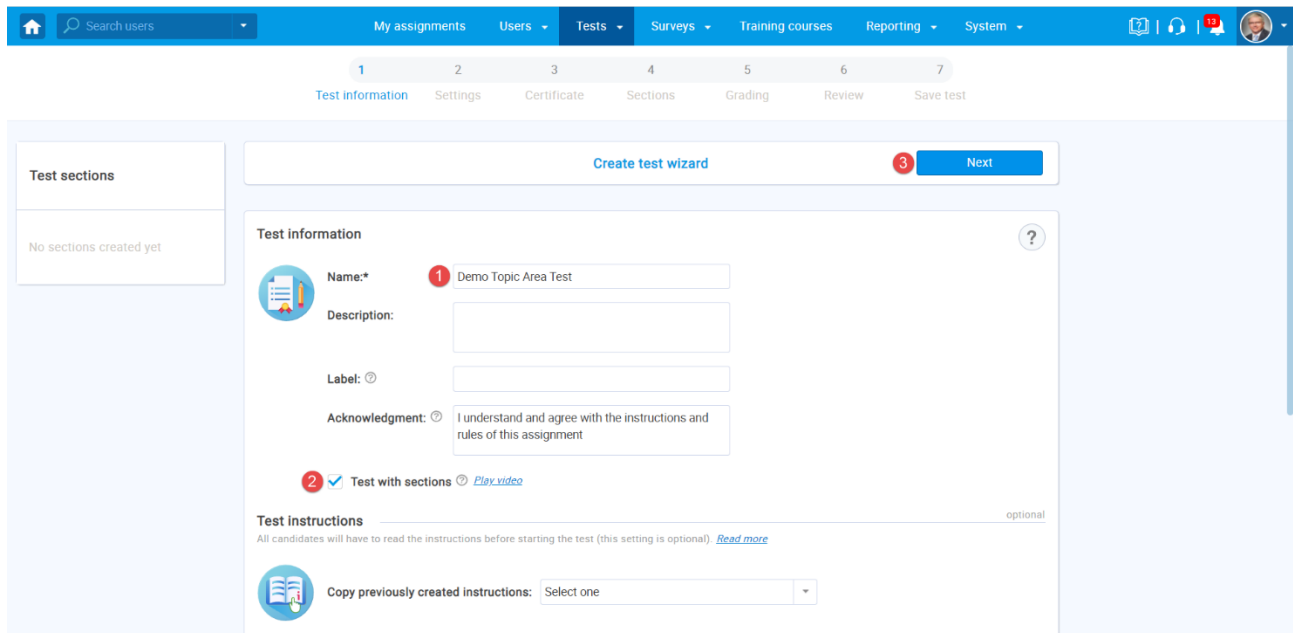 Search users
My assignments Users Tests Surveys Training courses Reporting System
13
1 2 3 4 5 6 7
Test information Settings Certificate Sections Grading Review Save test
Test sections
No sections created yet
Create test wizard
3 Next
Test information
?
Name:* 1 Demo Topic Area Test
Description:
Label: ?
Acknowledgment: ? I understand and agree with the instructions and
rules of this assignment
2 Test with sections ? Play video
Test instructions optional
All candidates will have to read the instructions before starting the test (this setting is optional). Read more
Copy previously created instructions: Select one